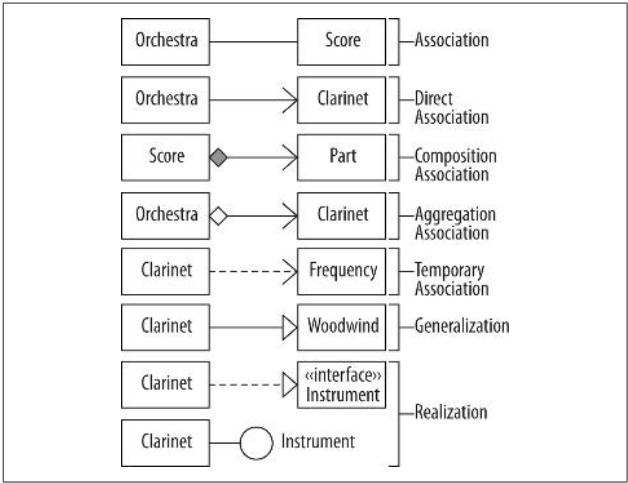 Orchestra Score Association
Orchestra Clarinet Direct
Association
Score Part Composition
Association
Orchestra Clarinet Aggregation
Association
Clarinet Frequency Temporary
Association
Clarinet Woodwind Generalization
Clarinet «interface»
Instrument
Realization
Clarinet Instrument